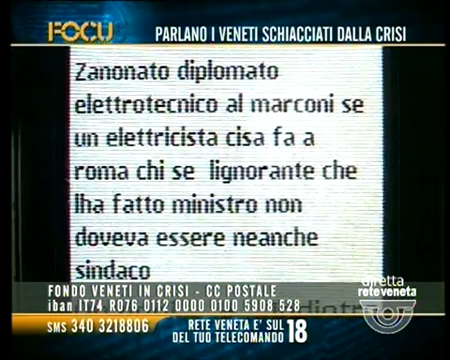 FOCU
PARLANO I VENETI SCHIACCIATI DALLA CRISI
Zanonato diplomato
elettrotecnico al marconi se
un elettricista cisa fa a
roma chi se lignorante che
lha fatto ministro non
doveva essere neanche
sindaco
FONDO VENETI IN CRISI - CC POSTALE
iban IT74 R076 0112 0000 0100 5908 528
diretta
reteveneta
SMS 340 3218806
RETE VENETA E' SUL
DEL TUO TELECOMANDO 18